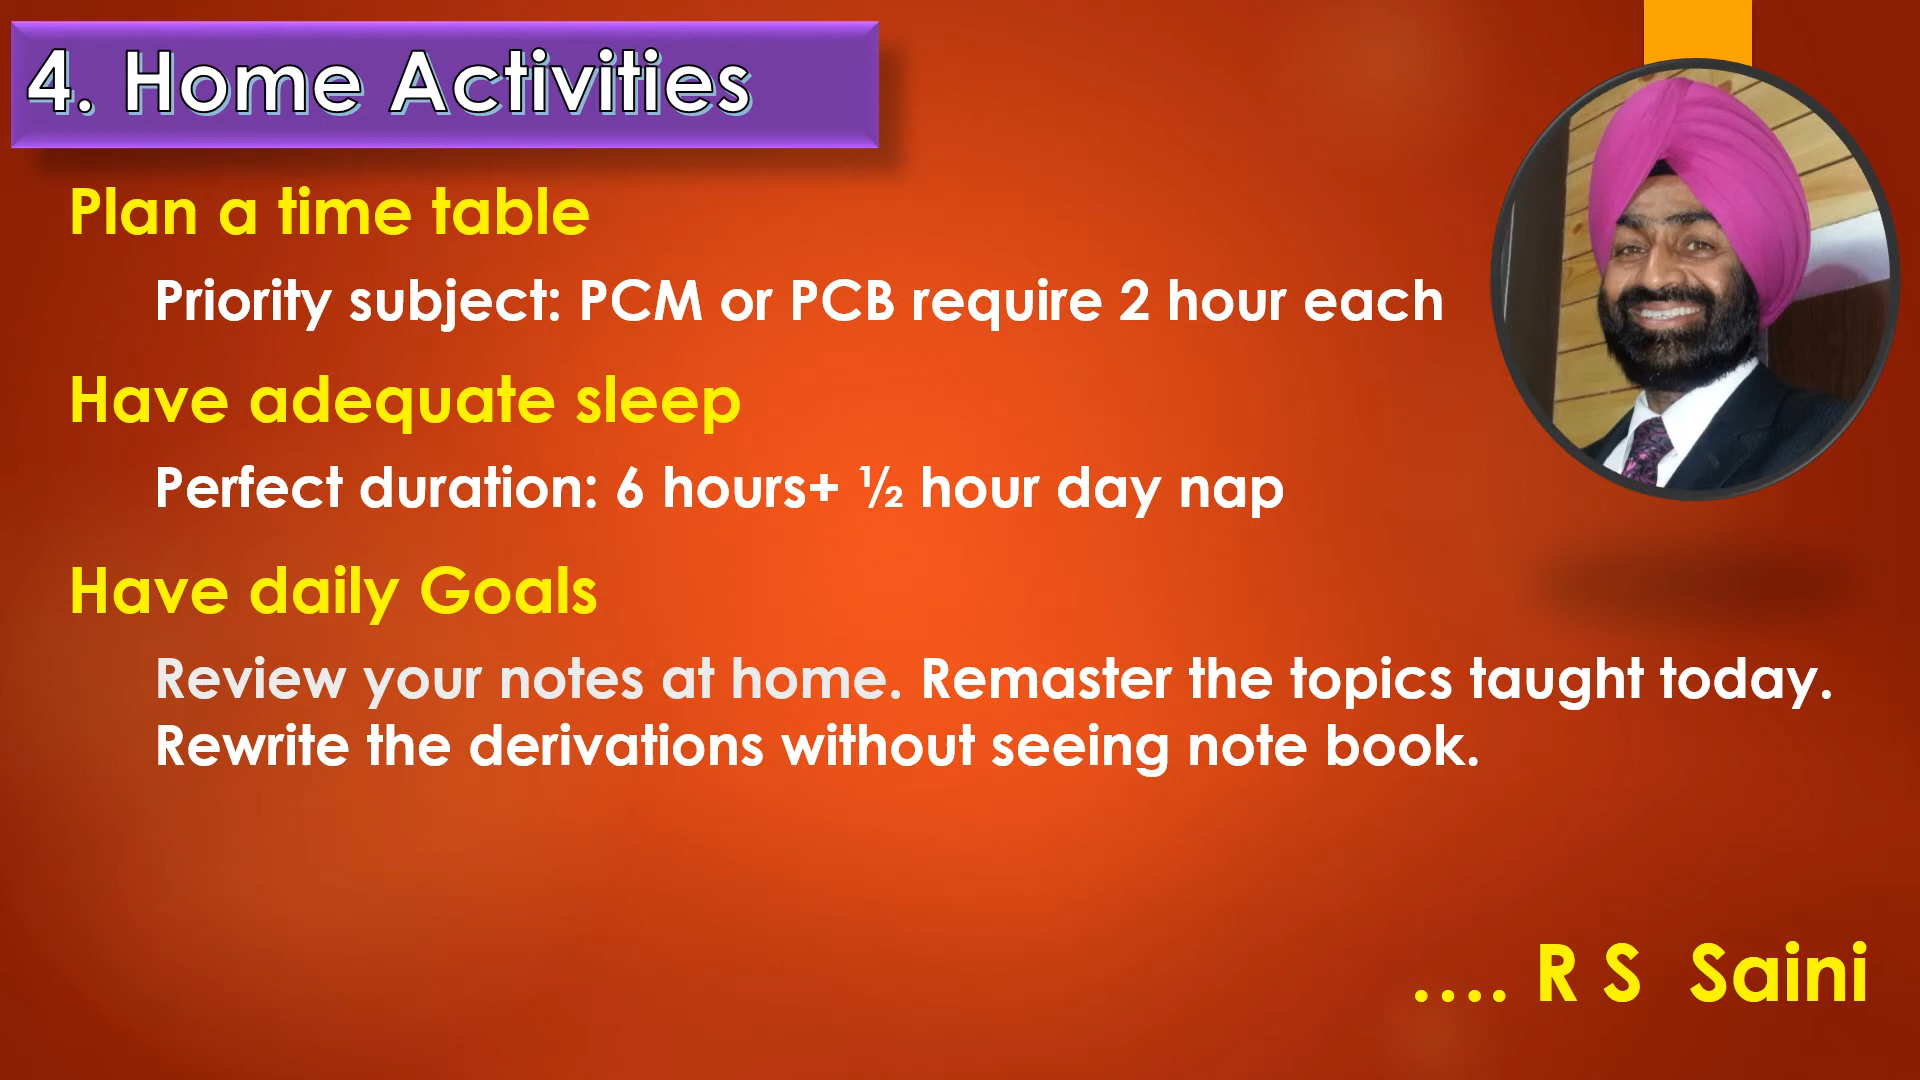 4. Home Activities
Plan a time table
Priority subject: PCM or PCB require 2 hour each
Have adequate sleep
Perfect duration: 6 hours+ ½ hour day nap
Have daily Goals
Review your notes at home. Remaster the topics taught today.
Rewrite the derivations without seeing note book.
.... R S  Saini